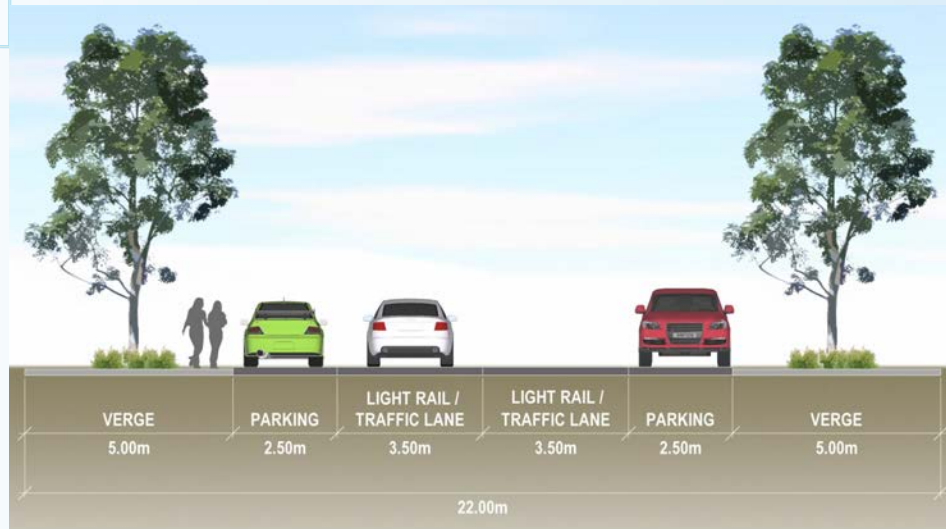 VERGE
PARKING
LIGHT RAIL /
TRAFFIC LANE
LIGHT RAIL /
TRAFFIC LANE
PARKING
VERGE
5.00m
2.50m
3.50m
3.50m
2.50m
5.00m
22.00m